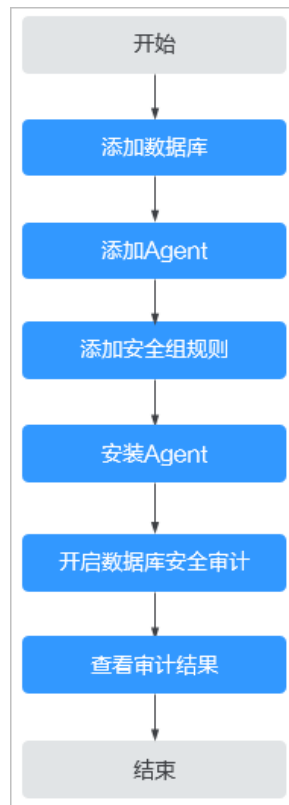 开始
添加数据库
添加Agent
添加安全组规则
安装Agent
开启数据库安全审计
查看审计结果
结束